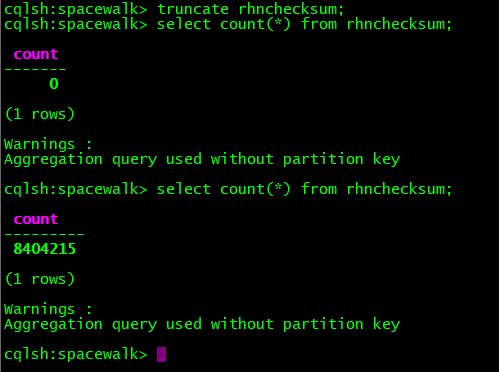 cqlsh:spacewalk> truncate rhnchecksum;
cqlsh:spacewalk> select count(*) from rhnchecksum;
count
-------
0
(1 rows)
Warnings :
Aggregation query used without partition key
cqlsh:spacewalk> select count(*) from rhnchecksum;
count
---------
8404215
(1 rows)
Warnings :
Aggregation query used without partition key
cqlsh:spacewalk>